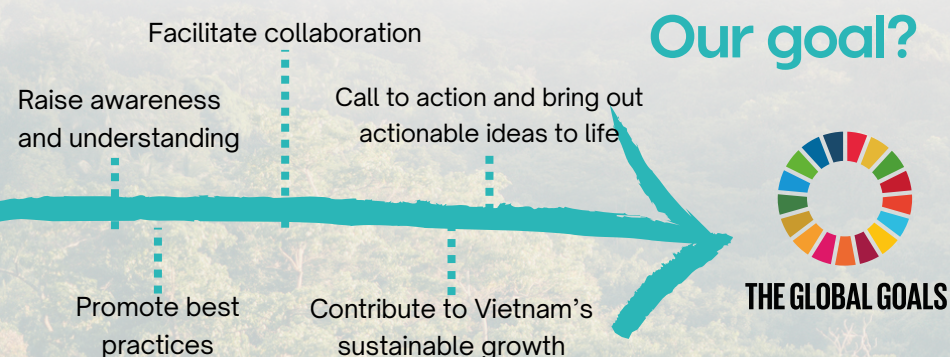 Our goal?
Facilitate collaboration
Raise awareness
and understanding
Call to action and bring out
actionable ideas to life
Promote best
practices
Contribute to Vietnam’s
sustainable growth
THE GLOBAL GOALS